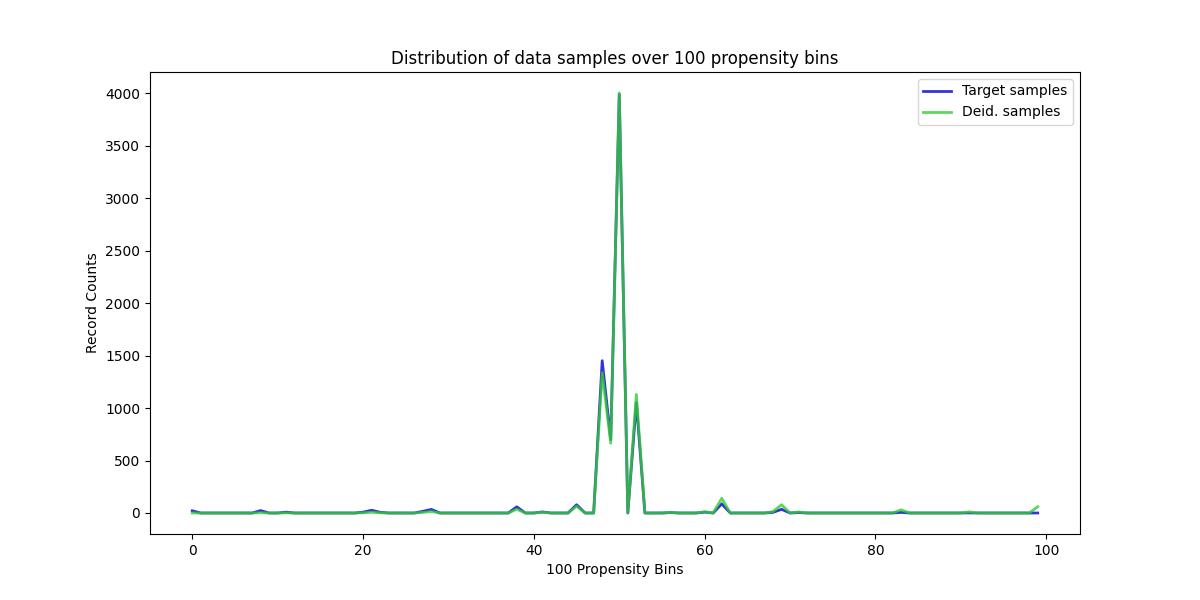 Distribution of data samples over 100 propensity bins
Target samples
Deid. samples
4000
3500
3000
2500
2000
1500
1000
500
0
Record Counts
0 20 40 60 80 100
100 Propensity Bins